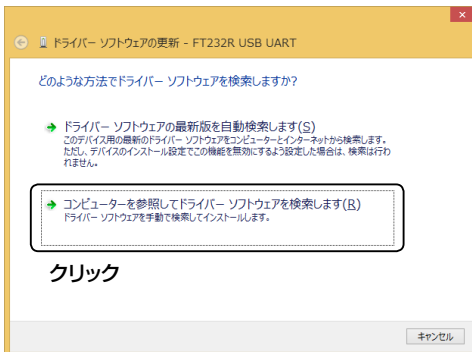 ドライバー ソフトウェアの更新 - FT232R USB UART
どのような方法でドライバー ソフトウェアを検索しますか?
ドライバー ソフトウェアの最新版を自動検索します(S)
このデバイス用の最新のドライバー ソフトウェアをコンピューターとインターネットから検索します。
ただし、デバイスのインストール設定でこの機能を無効にするよう設定した場合は、検索は行わ
れません。
コンピューターを参照してドライバー ソフトウェアを検索します(R)
ドライバー ソフトウェアを手動で検索してインストールします。
クリック
キャンセル